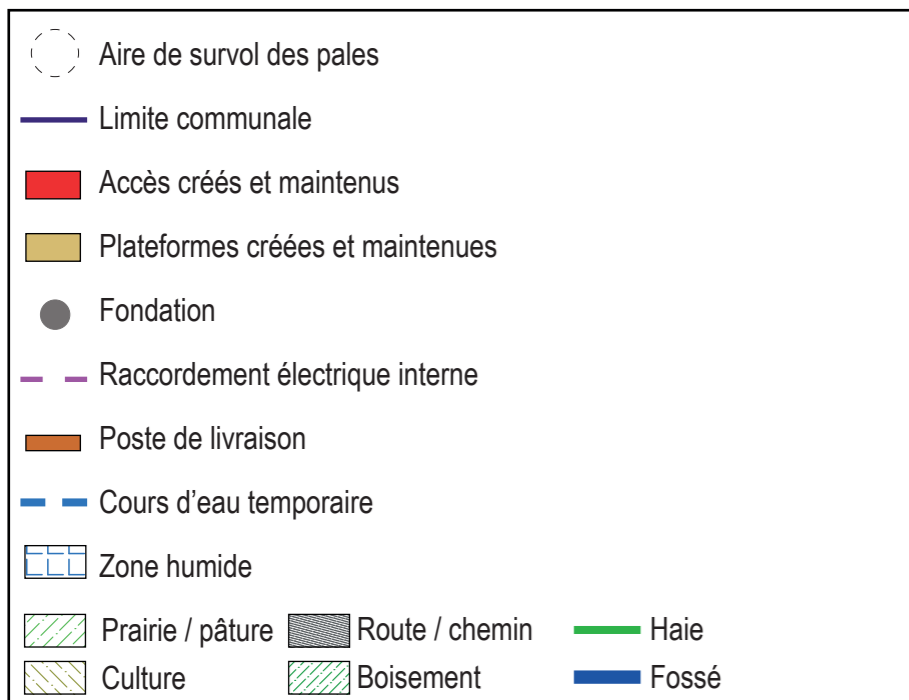 Aire de survol des pales
Limite communale
Accès créés et maintenus
Plateformes créées et maintenues
Fondation
Raccordement électrique interne
Poste de livraison
Cours d’eau temporaire
Zone humide
Prairie / pâture Route / chemin Haie
Culture Boisement Fossé